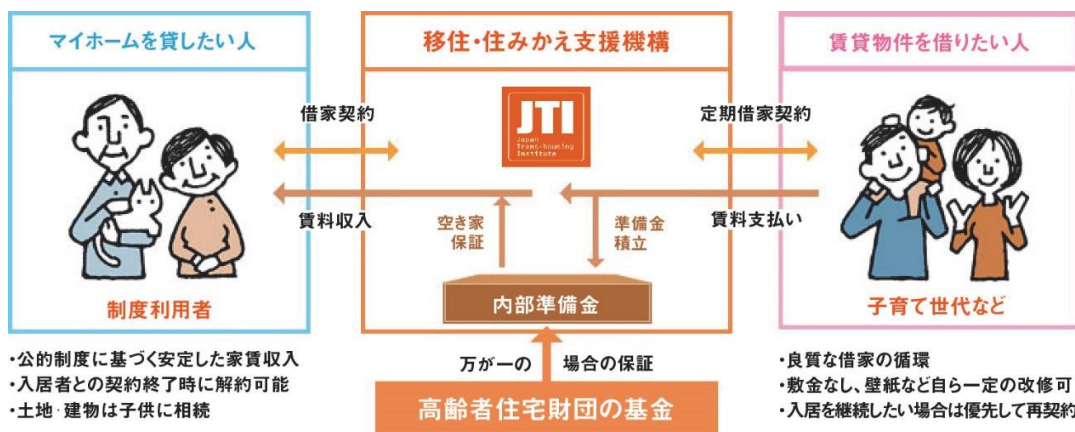 マイホームを貸したい人
移住・住みかえ支援機構
賃貸物件を借りたい人
借家契約
JTI
Japan
Trans-housing
Institute
定期借家契約
賃料収入
空き家
保証
準備金
積立
賃料支払い
制度利用者
内部準備金
子育て世代など
・公的制度に基づく安定した家賃収入
・入居者との契約終了時に解約可能
・土地・建物は子供に相続
万が一の 場合の保証
高齢者住宅財団の基金
・良質な借家の循環
・敷金なし、壁紙など自ら一定の改修可
・入居を継続したい場合は優先して再契約